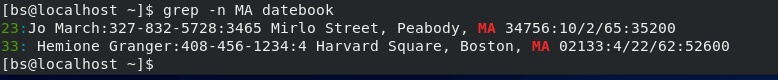 [bs@localhost ~]$ grep -n MA datebook
23:Jo March:327-832-5728:3465 Mirlo Street, Peabody, MA 34756:10/2/65:35200
33: Hemione Granger:408-456-1234:4 Harvard Square, Boston, MA 02133:4/22/62:52600
[bs@localhost ~]$